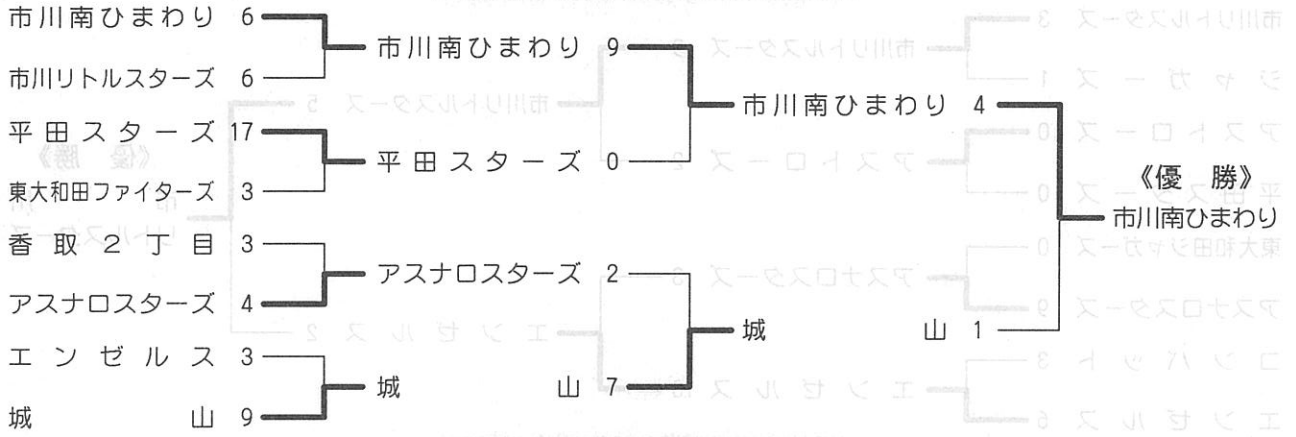 市川南ひまわり 6
市川リトルスターズ 6
平田スターズ 17
東大和田ファイターズ 3
香取2丁目 3
アスナロスターズ 4
エンゼルス 3
城山 9
市川南ひまわり 9
平田スターズ 0
アスナロスターズ 2
城山 7
市川南ひまわり 4
城山 1
《優勝》
市川南ひまわり